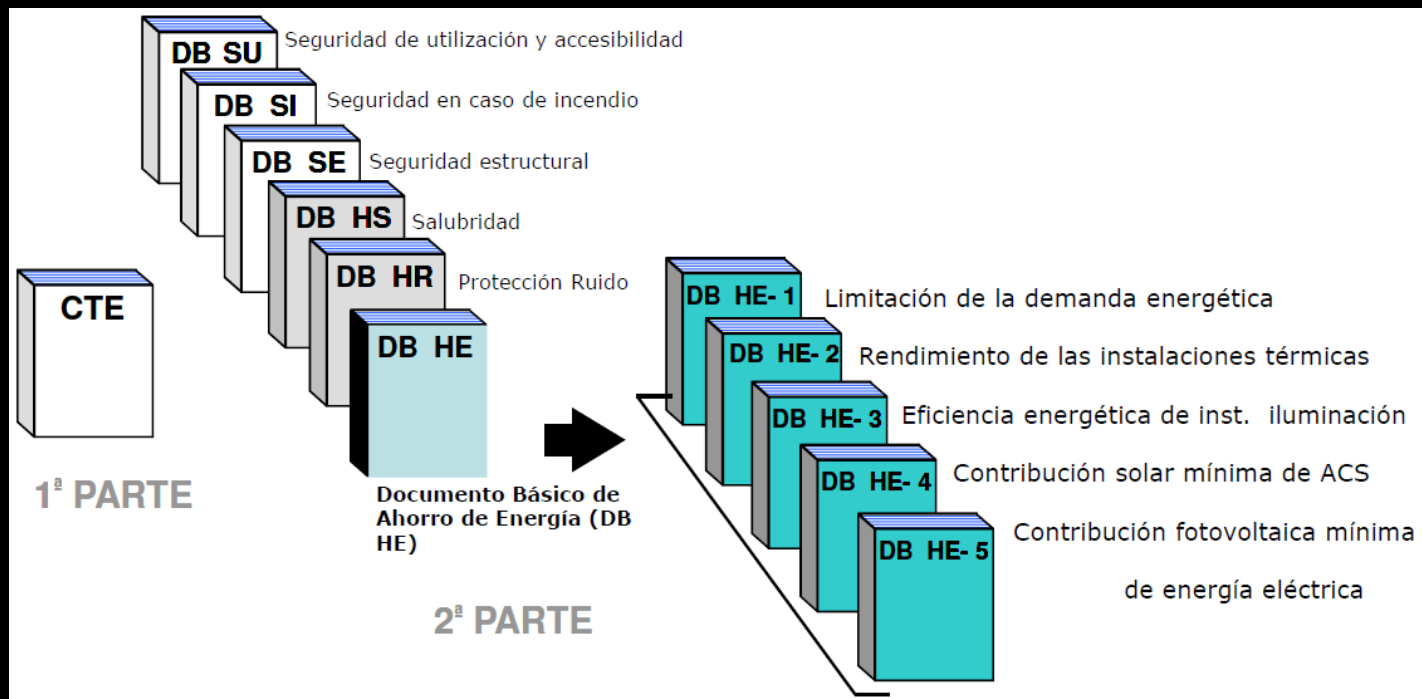 DB SU
Seguridad de utilización y accesibilidad
DB SI
Seguridad en caso de incendio
DB SE
Seguridad estructural
DB HS
Salubridad
DB HR
Protección Ruido
CTE
DB HE
1ª PARTE
Documento Básico de
Ahorro de Energía (DB
HE)
2ª PARTE
DB HE- 1
Limitación de la demanda energética
DB HE- 2
Rendimiento de las instalaciones térmicas
DB HE- 3
Eficiencia energética de inst. iluminación
DB HE- 4
Contribución solar mínima de ACS
DB HE- 5
Contribución fotovoltaica mínima
de energía eléctrica